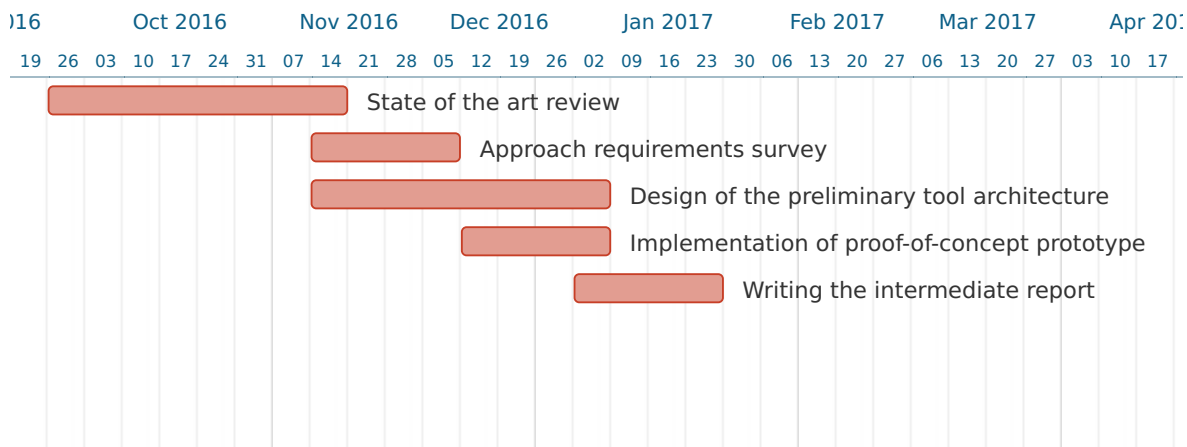 016 Oct 2016 Nov 2016 Dec 2016 Jan 2017 Feb 2017 Mar 2017 Apr 201
19 26 03 10 17 24 31 07 14 21 28 05 12 19 26 02 09 16 23 30 06 13 20 27 06 13 20 27 03 10 17
State of the art review
Approach requirements survey
Design of the preliminary tool architecture
Implementation of proof-of-concept prototype
Writing the intermediate report